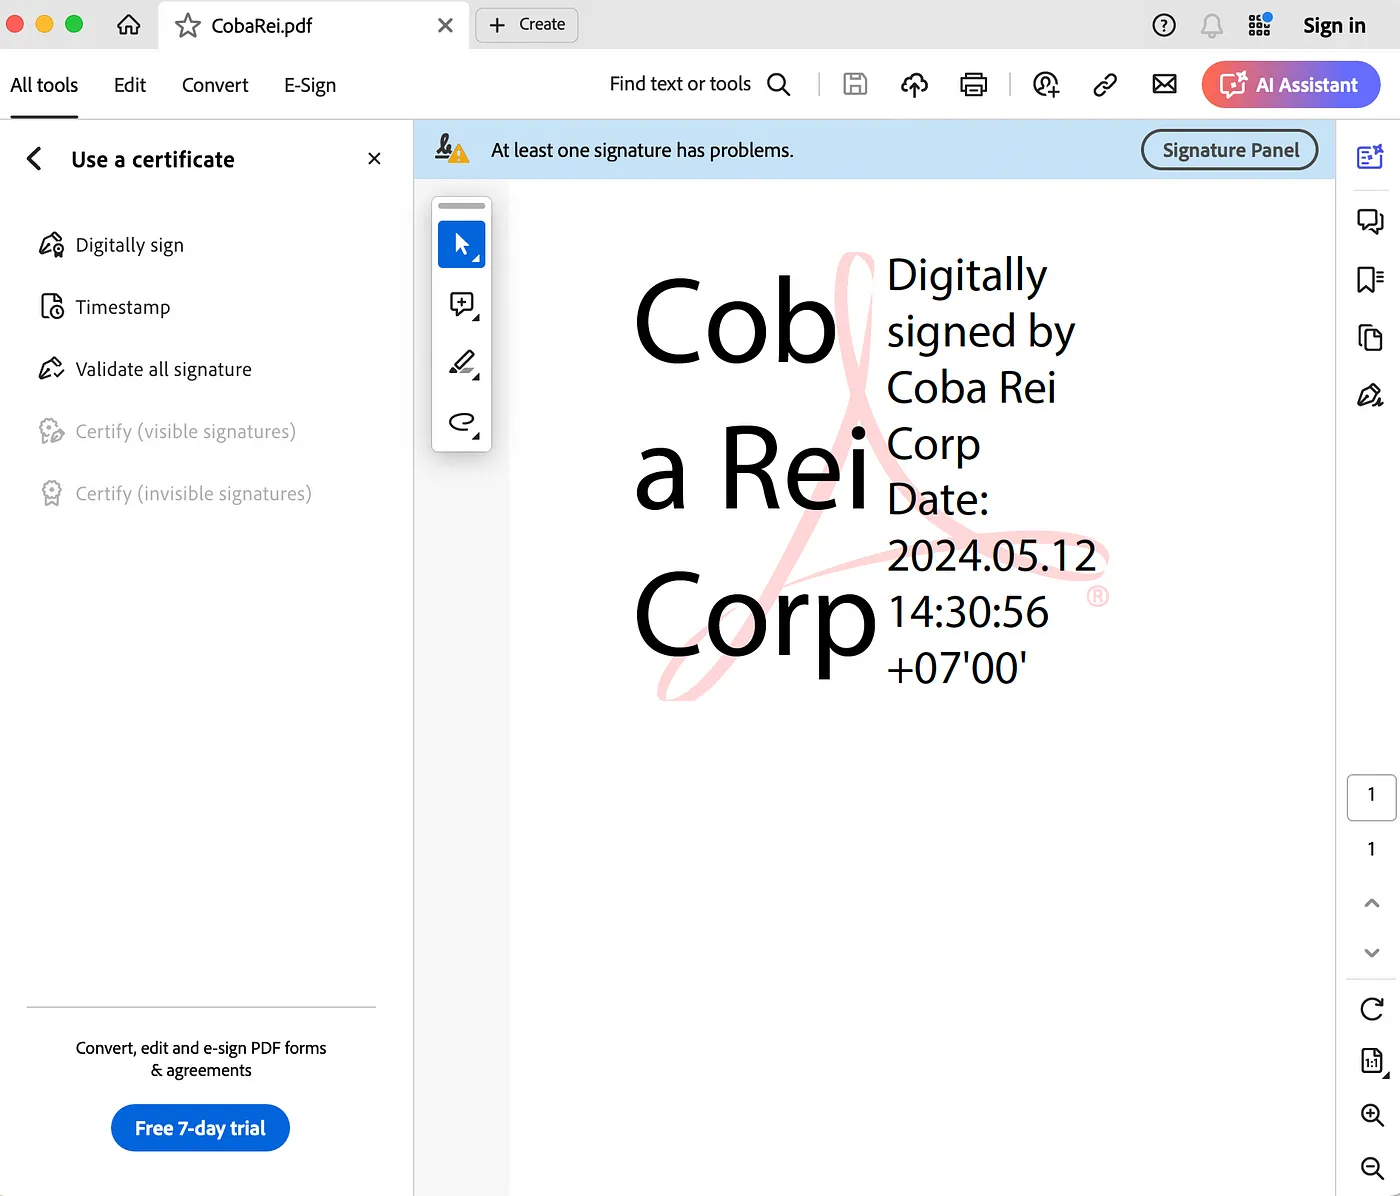 CobaRei.pdf
Create
Sign in
All tools
Edit
Convert
E-Sign
Find text or tools
AI Assistant
Use a certificate
At least one signature has problems.
Signature Panel
Digitally sign
Timestamp
Validate all signature
Certify (visible signatures)
Certify (invisible signatures)
Cob
a Rei
Corp
Digitally
signed by
Coba Rei
Corp
Date:
2024.05.12
14:30:56
+07'00'
®
1
1
1:1
Convert, edit and e-sign PDF forms
& agreements
Free 7-day trial